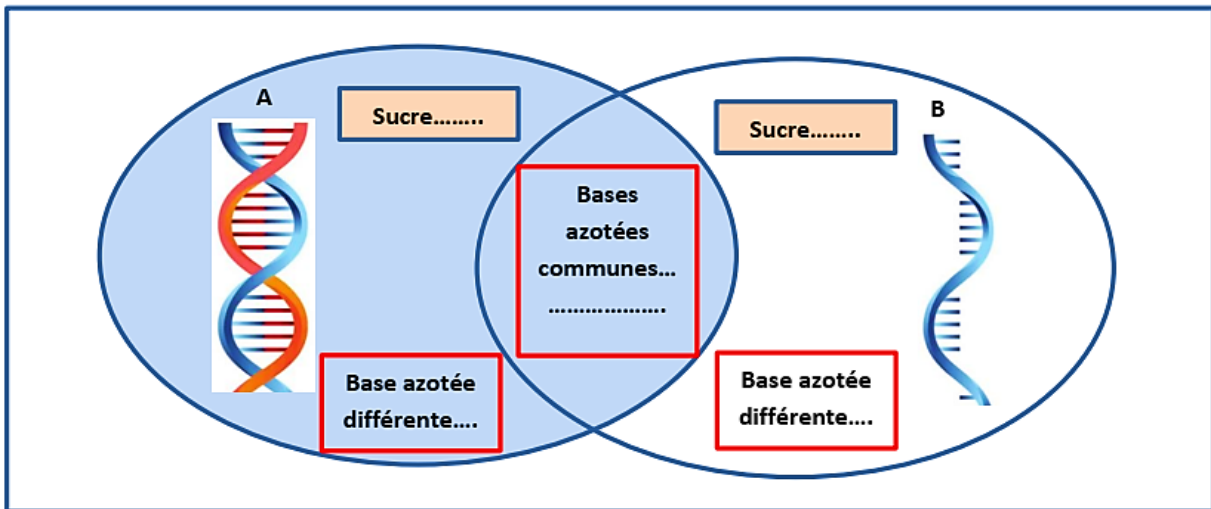 A
Sucre........
B
Sucre........
Bases
azotées
communes...
....................
Base azotée
différente....
Base azotée
différente....